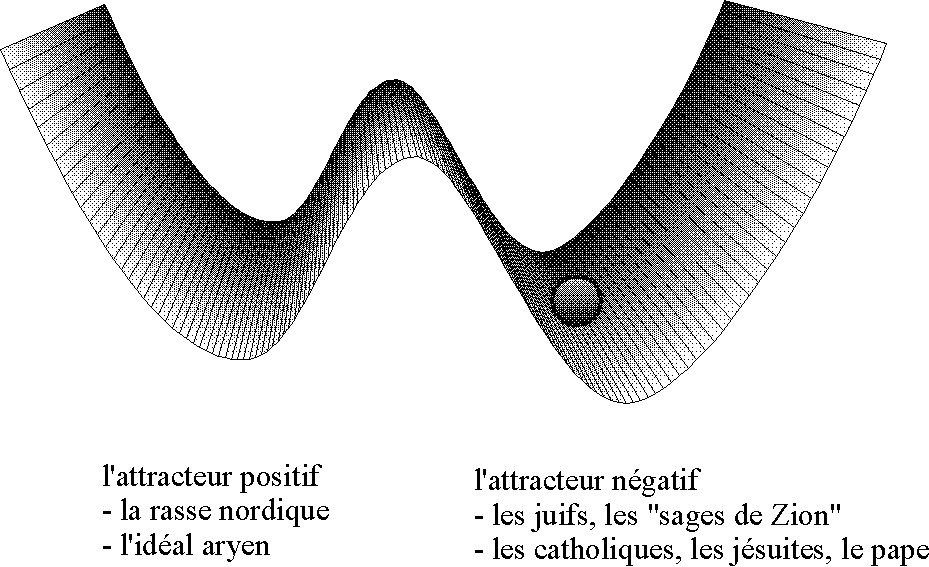 l'attracteur positif
- la rasse nordique
- l'idéal aryen
l'attracteur négatif
- les juifs, les "sages de Zion"
- les catholiques, les jésuites, le pape